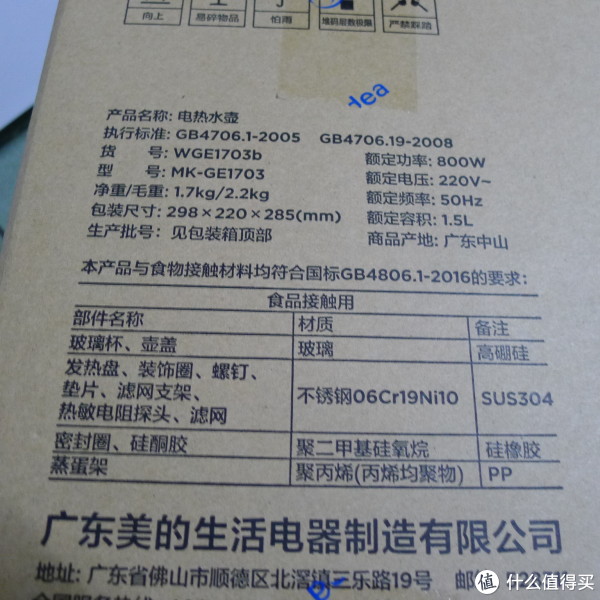 向上 易碎物品 怕雨 堆码层数极限 严禁踩踏
tea
产品名称: 电热水壶
执行标准: GB4706.1-2005 GB4706.19-2008
货 号: WGE1703b 额定功率: 800W
型 号: MK-GE1703 额定电压: 220V~
净重/毛重: 1.7kg/2.2kg 额定频率: 50Hz
包装尺寸: 298×220×285(mm) 额定容积: 1.5L
生产批号: 见包装箱顶部 商品产地: 广东中山
本产品与食物接触材料均符合国标GB4806.1-2016的要求:
食品接触用
部件名称 材质 备注
玻璃杯、壶盖 玻璃 高硼硅
发热盘、装饰圈、螺钉、
垫片、滤网支架、 不锈钢06Cr19Ni10 SUS304
热敏电阻探头、滤网
密封圈、硅酮胶 聚二甲基硅氧烷 硅橡胶
蒸蛋架 聚丙烯(丙烯均聚物) PP
广东美的生活电器制造有限公司
地址: 广东省佛山市顺德区北滘镇三乐路19号
值 什么值得买